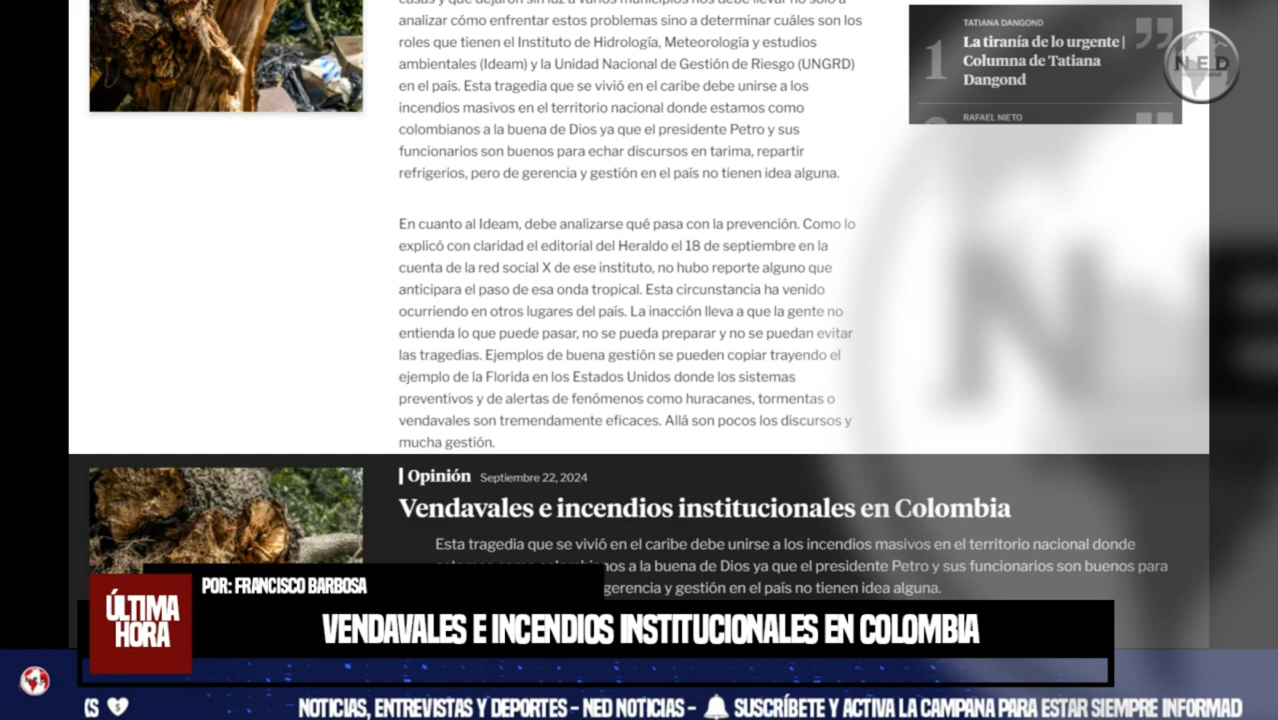 casas y que dejaron sin luz a varios municipios nos debe llevar no solo a
analizar cómo enfrentar estos problemas sino a determinar cuáles son los
roles que tienen el Instituto de Hidrología, Meteorología y estudios
ambientales (Ideam) y la Unidad Nacional de Gestión de Riesgo (UNGRD)
en el país. Esta tragedia que se vivió en el caribe debe unirse a los
incendios masivos en el territorio nacional donde estamos como
colombianos a la buena de Dios ya que el presidente Petro y sus
funcionarios son buenos para echar discursos en tarima, repartir
refrigerios, pero de gerencia y gestión en el país no tienen idea alguna.
En cuanto al Ideam, debe analizarse qué pasa con la prevención. Como lo
explicó con claridad el editorial del Heraldo el 18 de septiembre en la
cuenta de la red social X de ese instituto, no hubo reporte alguno que
anticipara el paso de esa onda tropical. Esta circunstancia ha venido
ocurriendo en otros lugares del país. La inacción lleva a que la gente no
entienda lo que puede pasar, no se pueda preparar y no se puedan evitar
las tragedias. Ejemplos de buena gestión se pueden copiar trayendo el
ejemplo de la Florida en los Estados Unidos donde los sistemas
preventivos y de alertas de fenómenos como huracanes, tormentas o
vendavales son tremendamente eficaces. Allá son pocos los discursos y
mucha gestión.
TATIANA DANGOND
1 La tiranía de lo urgente |
Columna de Tatiana
Dangond
RAFAEL NIETO
NED
Opinión Septiembre 22, 2024
Vendavales e incendios institucionales en Colombia
Esta tragedia que se vivió en el caribe debe unirse a los incendios masivos en el territorio nacional donde
a la buena de Dios ya que el presidente Petro y sus funcionarios son buenos para
gerencia y gestión en el país no tienen idea alguna.
POR: FRANCISCO BARBOSA
ÚLTIMA
HORA
VENDAVALES E INCENDIOS INSTITUCIONALES EN COLOMBIA
NOTICIAS, ENTREVISTAS Y DEPORTES - NED NOTICIAS - 🔔 SUSCRÍBETE Y ACTIVA LA CAMPANA PARA ESTAR SIEMPRE INFORMAD